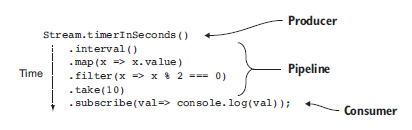 Producer
Stream.timerInSeconds()
.interval()
.map(x => x.value)
.filter(x => x % 2 === 0)
.take(10)
.subscribe(val=> console.log(val));
Time
Pipeline
Consumer